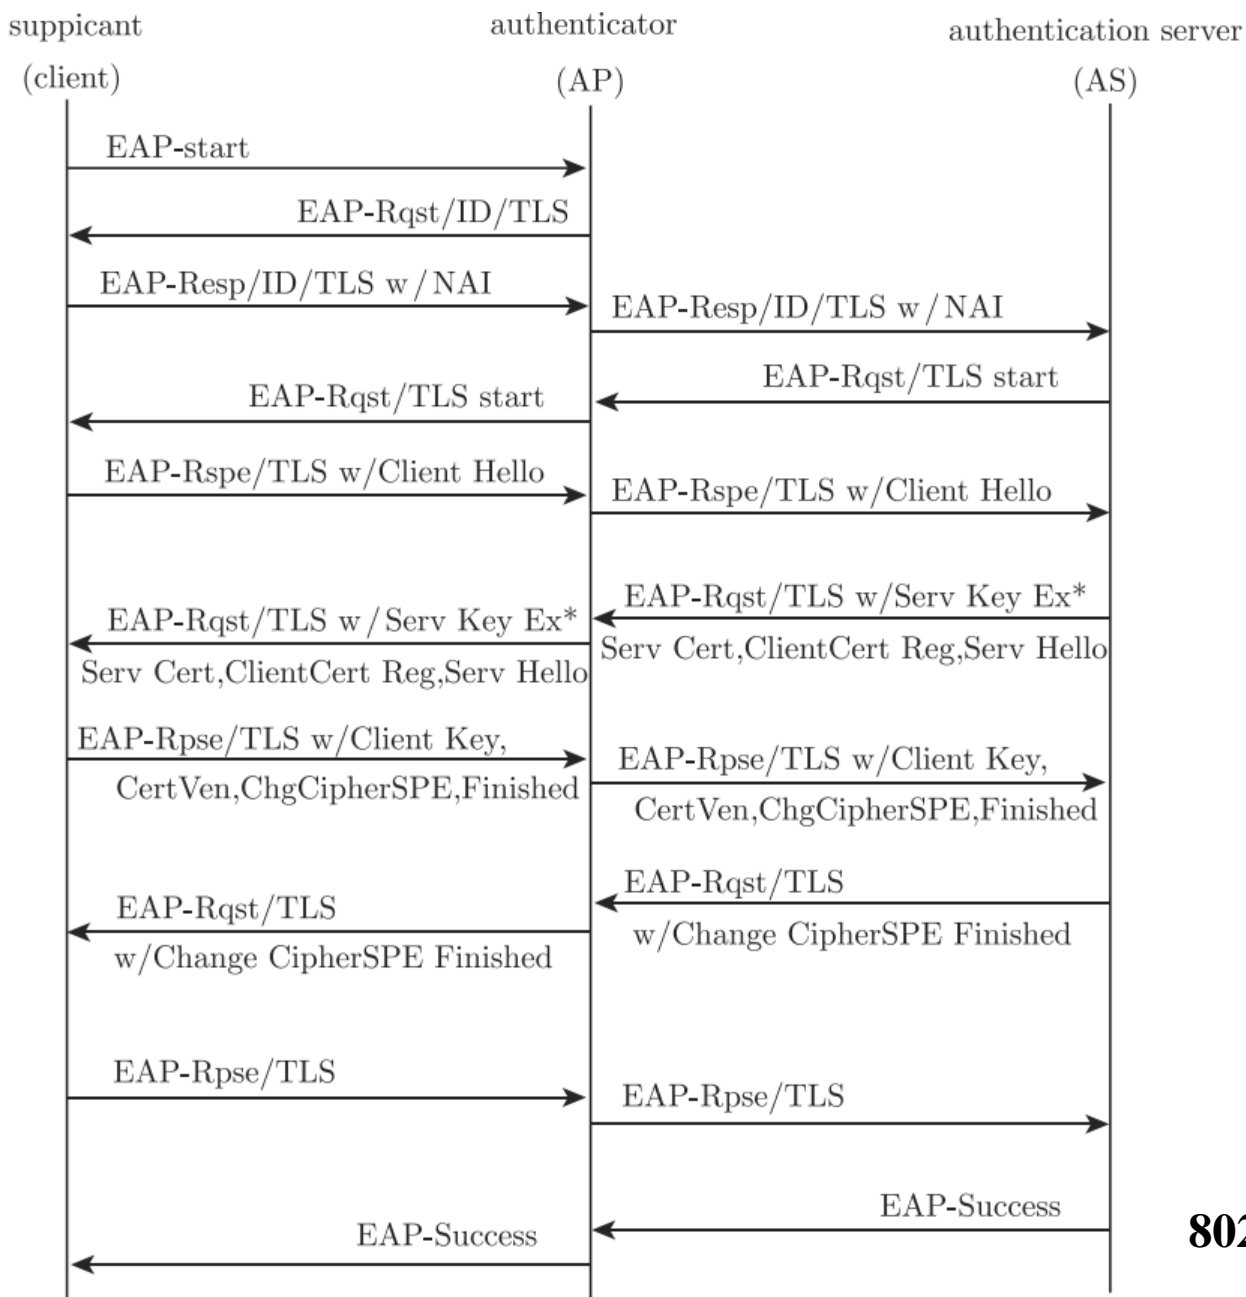 suppicant
authenticator
authentication server
(client)
(AP)
(AS)
EAP-start
EAP-Rqst/ID/TLS
EAP-Resp/ID/TLS w/NAI
EAP-Resp/ID/TLS w/NAI
EAP-Rqst/TLS start
EAP-Rqst/TLS start
EAP-Rspe/TLS w/Client Hello
EAP-Rspe/TLS w/Client Hello
EAP-Rqst/TLS w/Serv Key Ex*
Serv Cert,ClientCert Reg,Serv Hello
EAP-Rqst/TLS w/Serv Key Ex*
Serv Cert,ClientCert Reg,Serv Hello
EAP-Rpse/TLS w/Client Key,
CertVen,ChgCipherSPE,Finished
EAP-Rpse/TLS w/Client Key,
CertVen,ChgCipherSPE,Finished
EAP-Rqst/TLS
w/Change CipherSPE Finished
EAP-Rqst/TLS
w/Change CipherSPE Finished
EAP-Rpse/TLS
EAP-Rpse/TLS
EAP-Success
EAP-Success
802